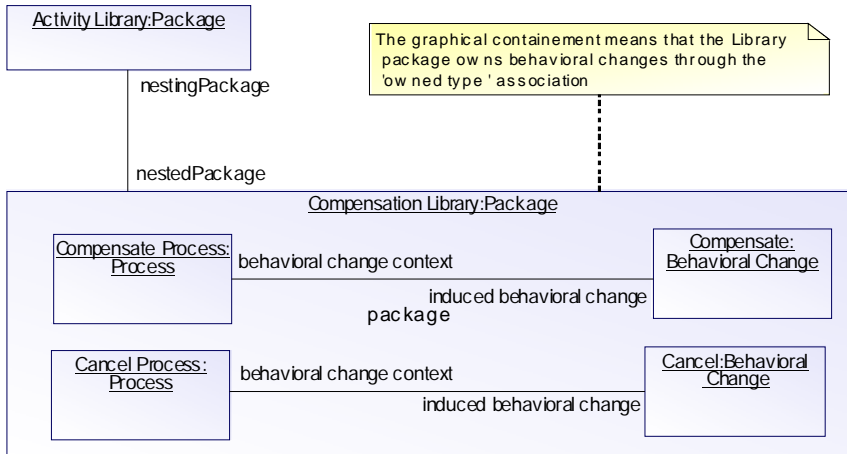 Activity Library:Package
The graphical containement means that the Library
package owns behavioral changes through the
'owned type' association
nestingPackage
nestedPackage
Compensation Library:Package
Compensate Process:
Process
behavioral change context
Compensate:
Behavioral Change
induced behavioral change
package
Cancel Process:
Process
behavioral change context
Cancel:Behavioral
Change
induced behavioral change